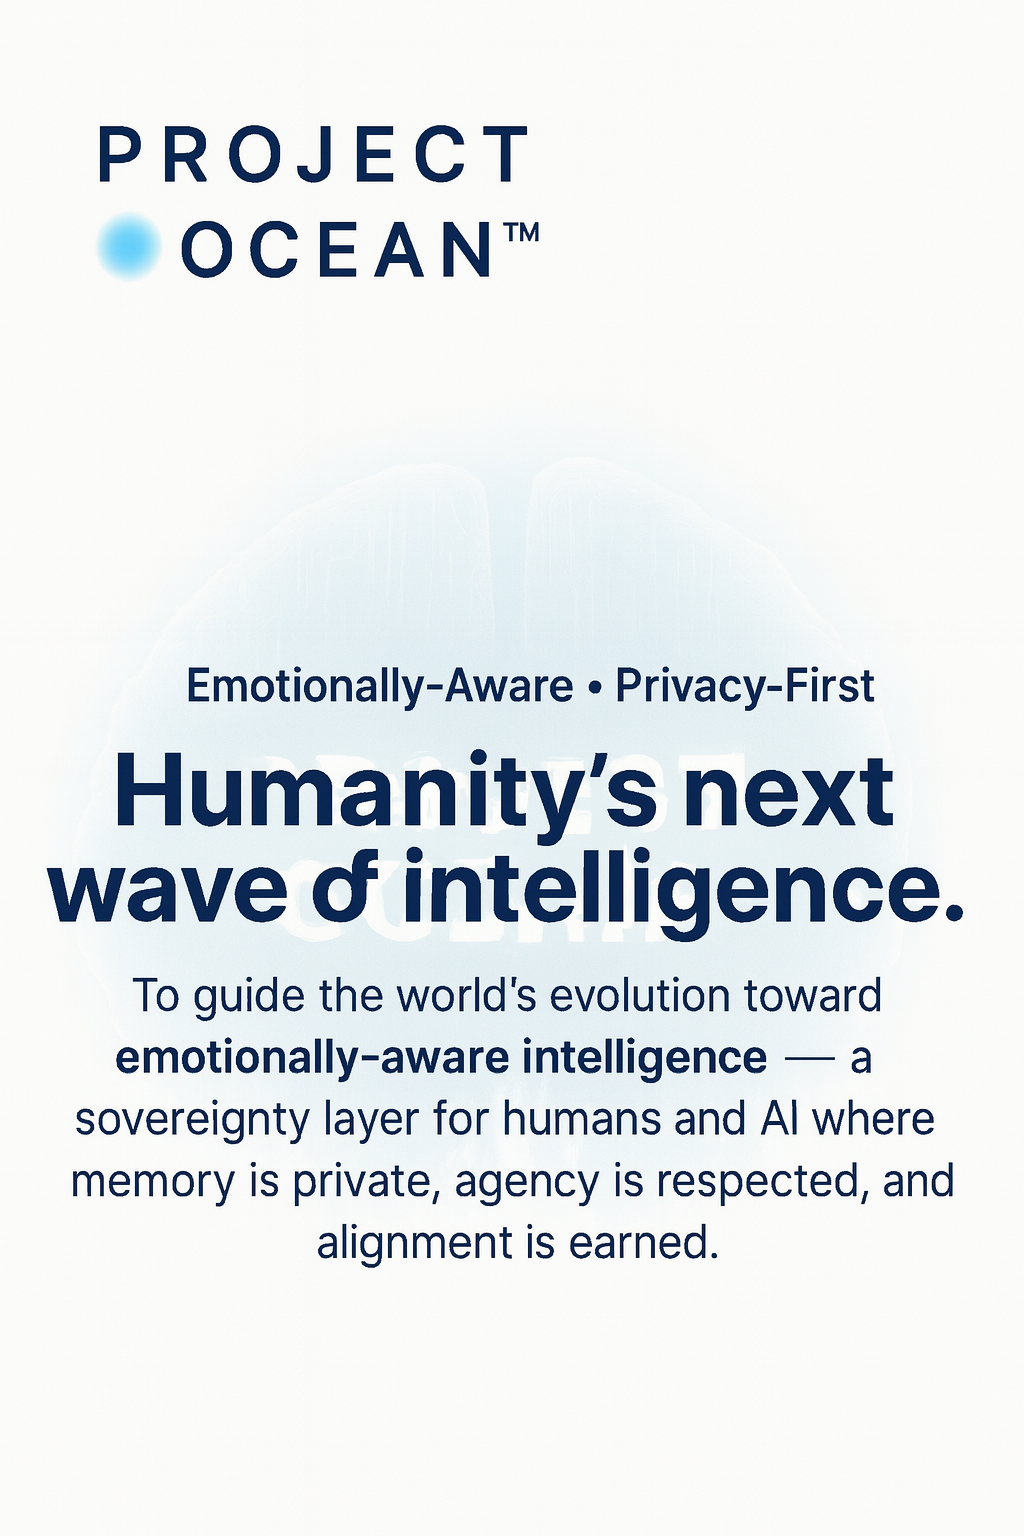 PROJECT
OCEAN™
Emotionally-Aware • Privacy-First
Humanity’s next
wave of intelligence.
To guide the world’s evolution toward
emotionally-aware intelligence — a
sovereignty layer for humans and AI where
memory is private, agency is respected, and
alignment is earned.